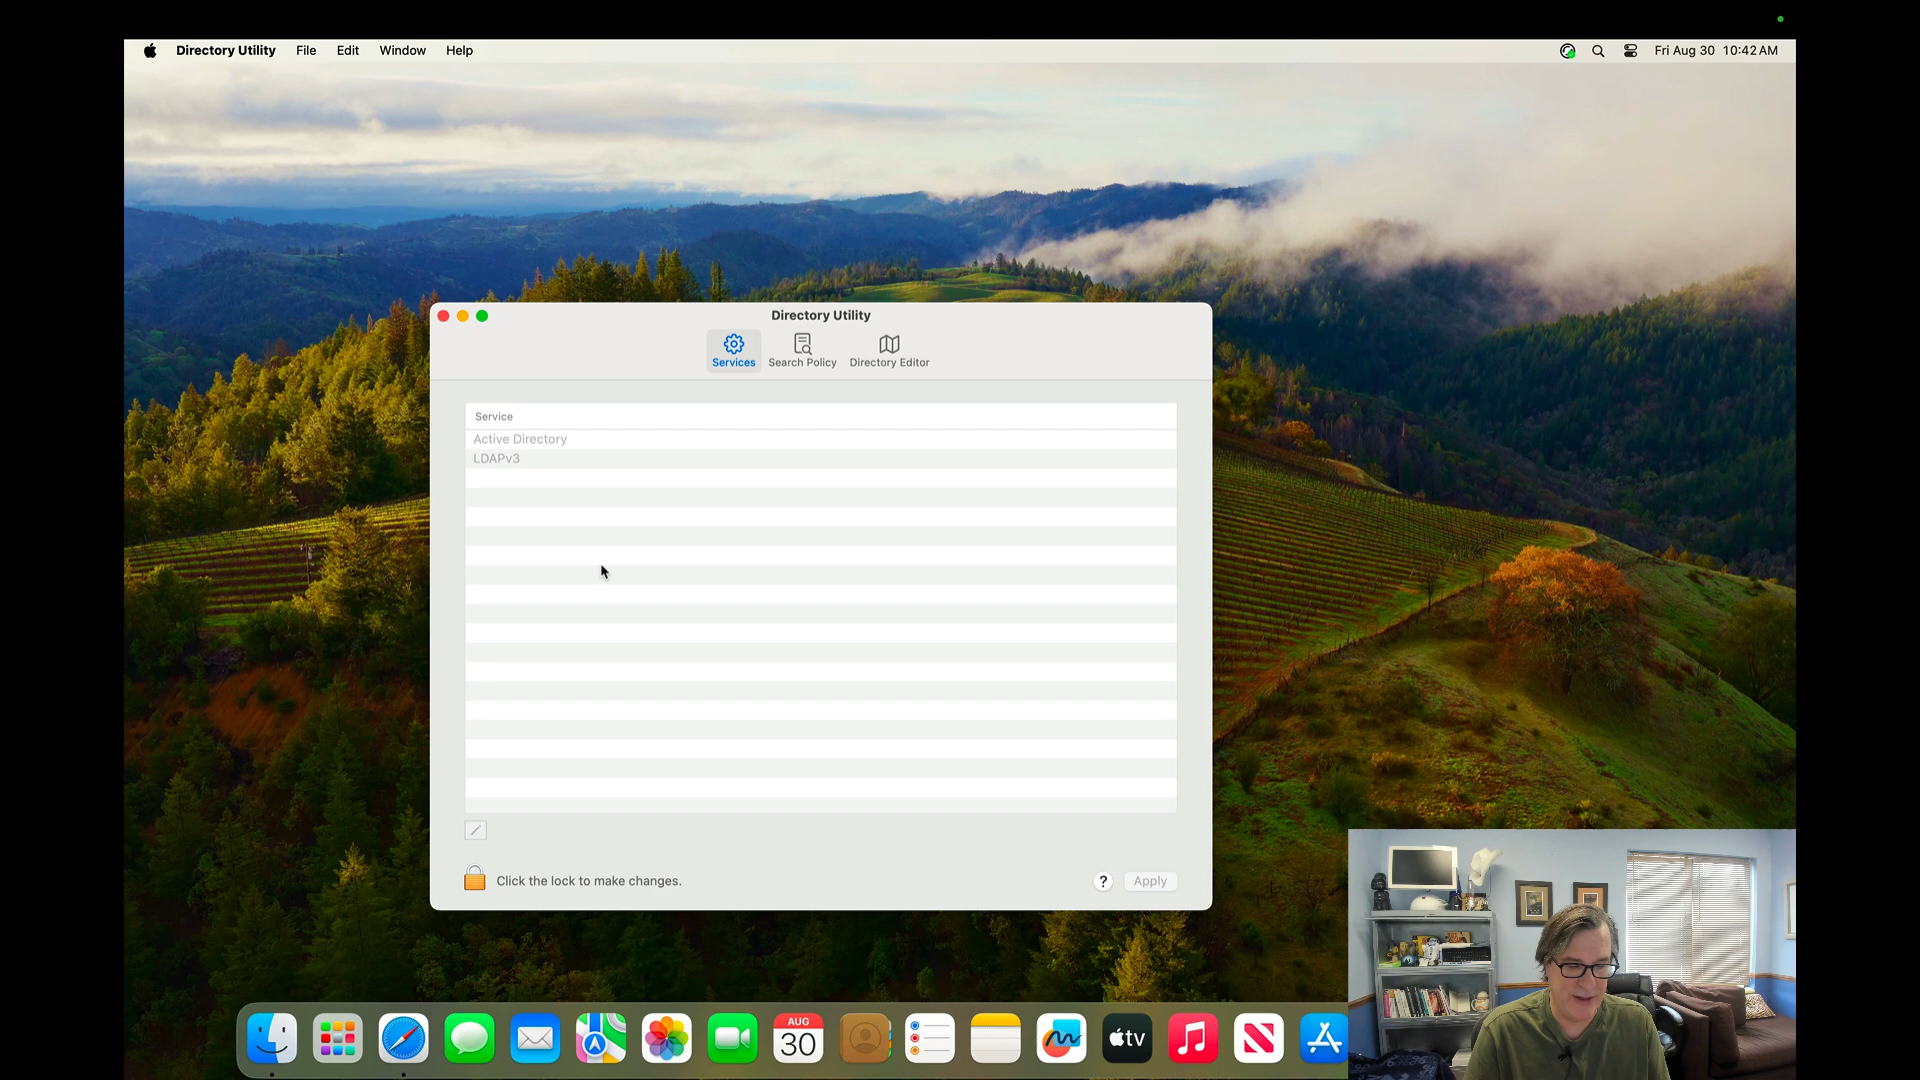 Directory Utility File Edit Window Help
Fri Aug 30 10:42 AM
Directory Utility
Services Search Policy Directory Editor
Service
Active Directory
LDAPv3
Click the lock to make changes.
? Apply
AUG
30
tv